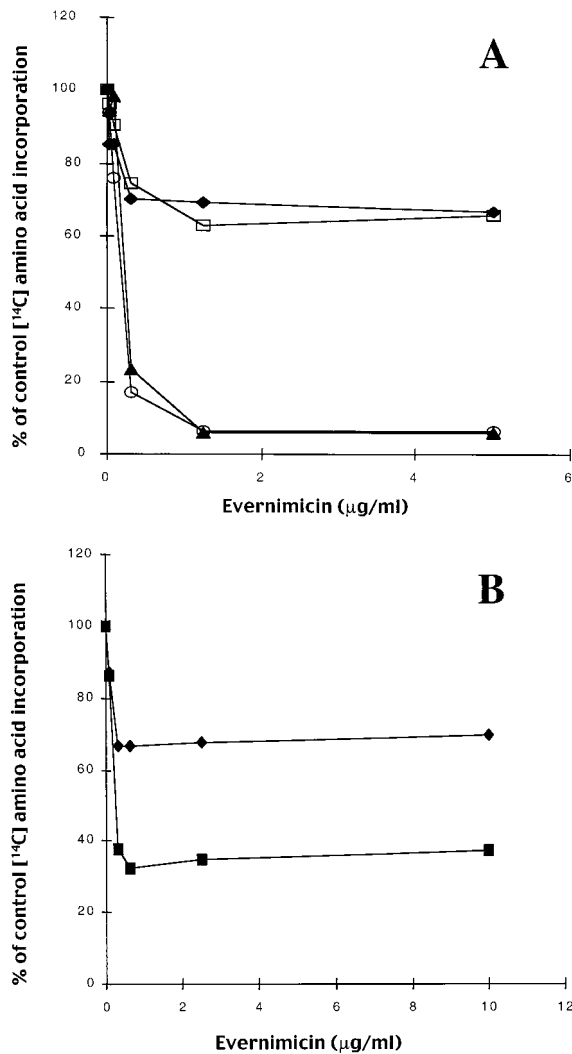 A
120
100
80
60
40
20
0
% of control [¹⁴C] amino acid incorporation
0 2 4 6
Evernimicin (µg/ml)
B
120
100
80
60
40
20
0
% of control [¹⁴C] amino acid incorporation
0 2 4 6 8 10 12
Evernimicin (µg/ml)